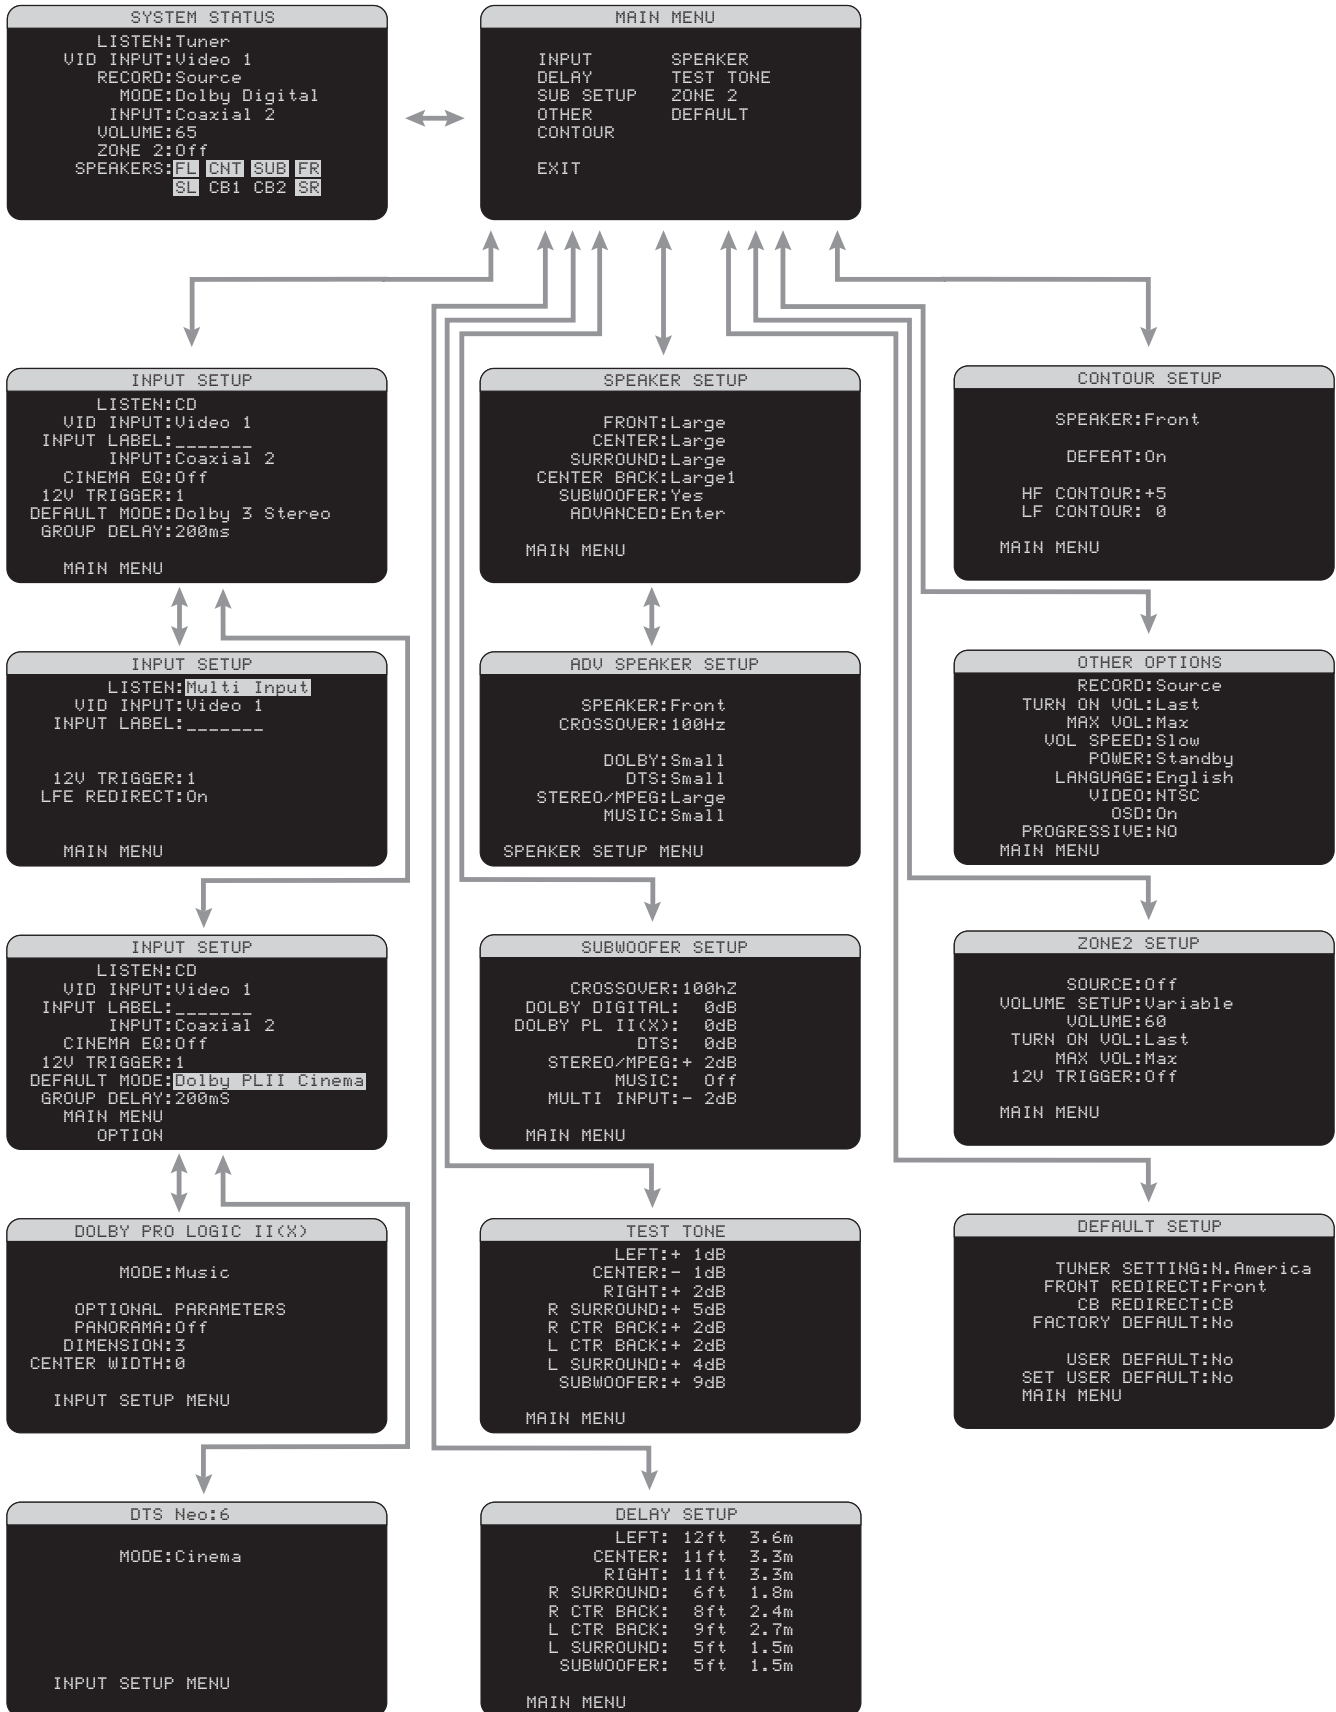 SYSTEM STATUS
LISTEN:Tuner
VID INPUT:Video 1
RECORD:Source
MODE:Dolby Digital
INPUT:Coaxial 2
VOLUME:65
ZONE 2:Off
SPEAKERS:FL CNT SUB FR
SL CB1 CB2 SR
MAIN MENU
INPUT SPEAKER
DELAY TEST TONE
SUB SETUP ZONE 2
OTHER DEFAULT
CONTOUR
EXIT
INPUT SETUP
LISTEN:CD
VID INPUT:Video 1
INPUT LABEL:_______
INPUT:Coaxial 2
CINEMA EQ:Off
12V TRIGGER:1
DEFAULT MODE:Dolby 3 Stereo
GROUP DELAY:200ms
MAIN MENU
SPEAKER SETUP
FRONT:Large
CENTER:Large
SURROUND:Large
CENTER BACK:Large1
SUBWOOFER:Yes
ADVANCED:Enter
MAIN MENU
CONTOUR SETUP
SPEAKER:Front
DEFEAT:On
HF CONTOUR:+5
LF CONTOUR: 0
MAIN MENU
INPUT SETUP
LISTEN:Multi Input
VID INPUT:Video 1
INPUT LABEL:_______
12V TRIGGER:1
LFE REDIRECT:On
MAIN MENU
ADV SPEAKER SETUP
SPEAKER:Front
CROSSOVER:100Hz
DOLBY:Small
DTS:Small
STEREO/MPEG:Large
MUSIC:Small
SPEAKER SETUP MENU
OTHER OPTIONS
RECORD:Source
TURN ON VOL:Last
MAX VOL:Max
VOL SPEED:Slow
POWER:Standby
LANGUAGE:English
VIDEO:NTSC
OSD:On
PROGRESSIVE:NO
MAIN MENU
INPUT SETUP
LISTEN:CD
VID INPUT:Video 1
INPUT LABEL:_______
INPUT:Coaxial 2
CINEMA EQ:Off
12V TRIGGER:1
DEFAULT MODE:Dolby PLII Cinema
GROUP DELAY:200mS
MAIN MENU
OPTION
SUBWOOFER SETUP
CROSSOVER:100hZ
DOLBY DIGITAL: 0dB
DOLBY PL II(X): 0dB
DTS: 0dB
STEREO/MPEG:+ 2dB
MUSIC: Off
MULTI INPUT:- 2dB
MAIN MENU
ZONE2 SETUP
SOURCE:Off
VOLUME SETUP:Variable
VOLUME:60
TURN ON VOL:Last
MAX VOL:Max
12V TRIGGER:Off
MAIN MENU
DOLBY PRO LOGIC II(X)
MODE:Music
OPTIONAL PARAMETERS
PANORAMA:Off
DIMENSION:3
CENTER WIDTH:0
INPUT SETUP MENU
TEST TONE
LEFT:+ 1dB
CENTER:- 1dB
RIGHT:+ 2dB
R SURROUND:+ 5dB
R CTR BACK:+ 2dB
L CTR BACK:+ 2dB
L SURROUND:+ 4dB
SUBWOOFER:+ 9dB
MAIN MENU
DEFAULT SETUP
TUNER SETTING:N.America
FRONT REDIRECT:Front
CB REDIRECT:CB
FACTORY DEFAULT:No
USER DEFAULT:No
SET USER DEFAULT:No
MAIN MENU
DTS Neo:6
MODE:Cinema
INPUT SETUP MENU
DELAY SETUP
LEFT: 12ft 3.6m
CENTER: 11ft 3.3m
RIGHT: 11ft 3.3m
R SURROUND: 6ft 1.8m
R CTR BACK: 8ft 2.4m
L CTR BACK: 9ft 2.7m
L SURROUND: 5ft 1.5m
SUBWOOFER: 5ft 1.5m
MAIN MENU